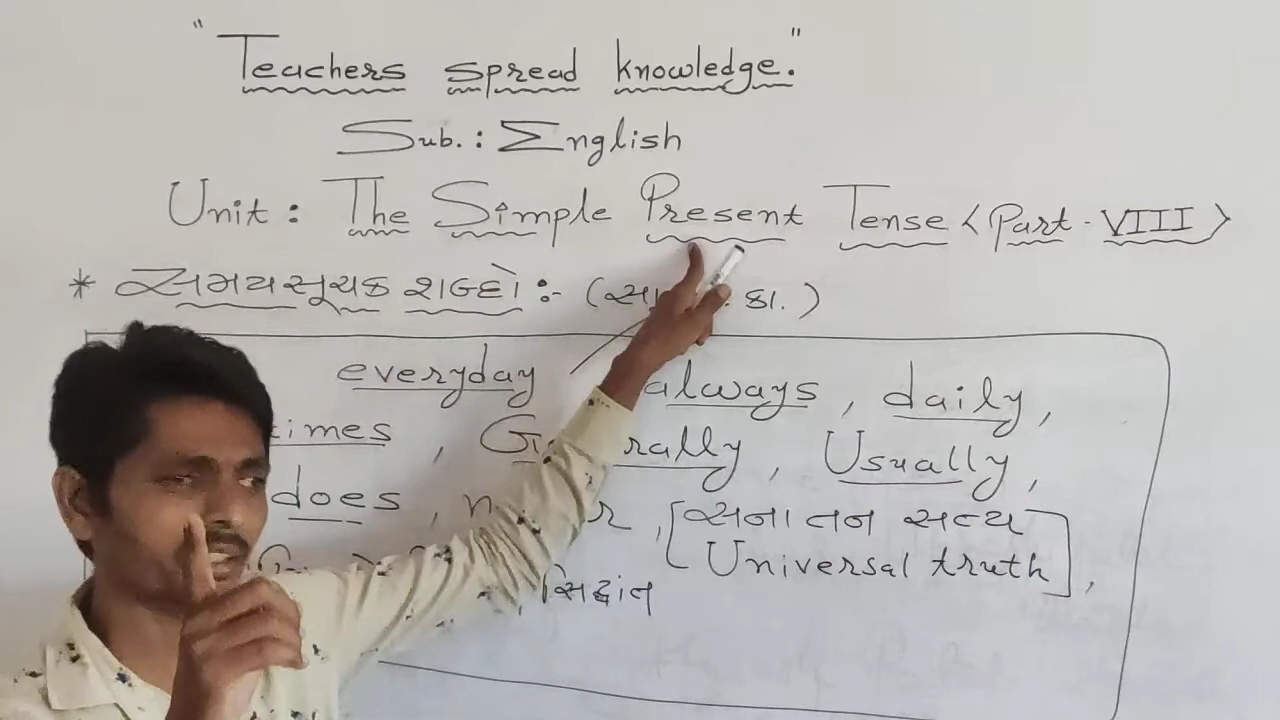 "Teachers spread knowledge."
Sub. : English
Unit : The Simple Present Tense <Part - VIII>
* સમયસૂચક શબ્દો :- ( કા. )
everyday always , daily ,
times , Usually ,
does , [સનાતન સત્ય
Universal truth] ,
સિદ્ધાંત